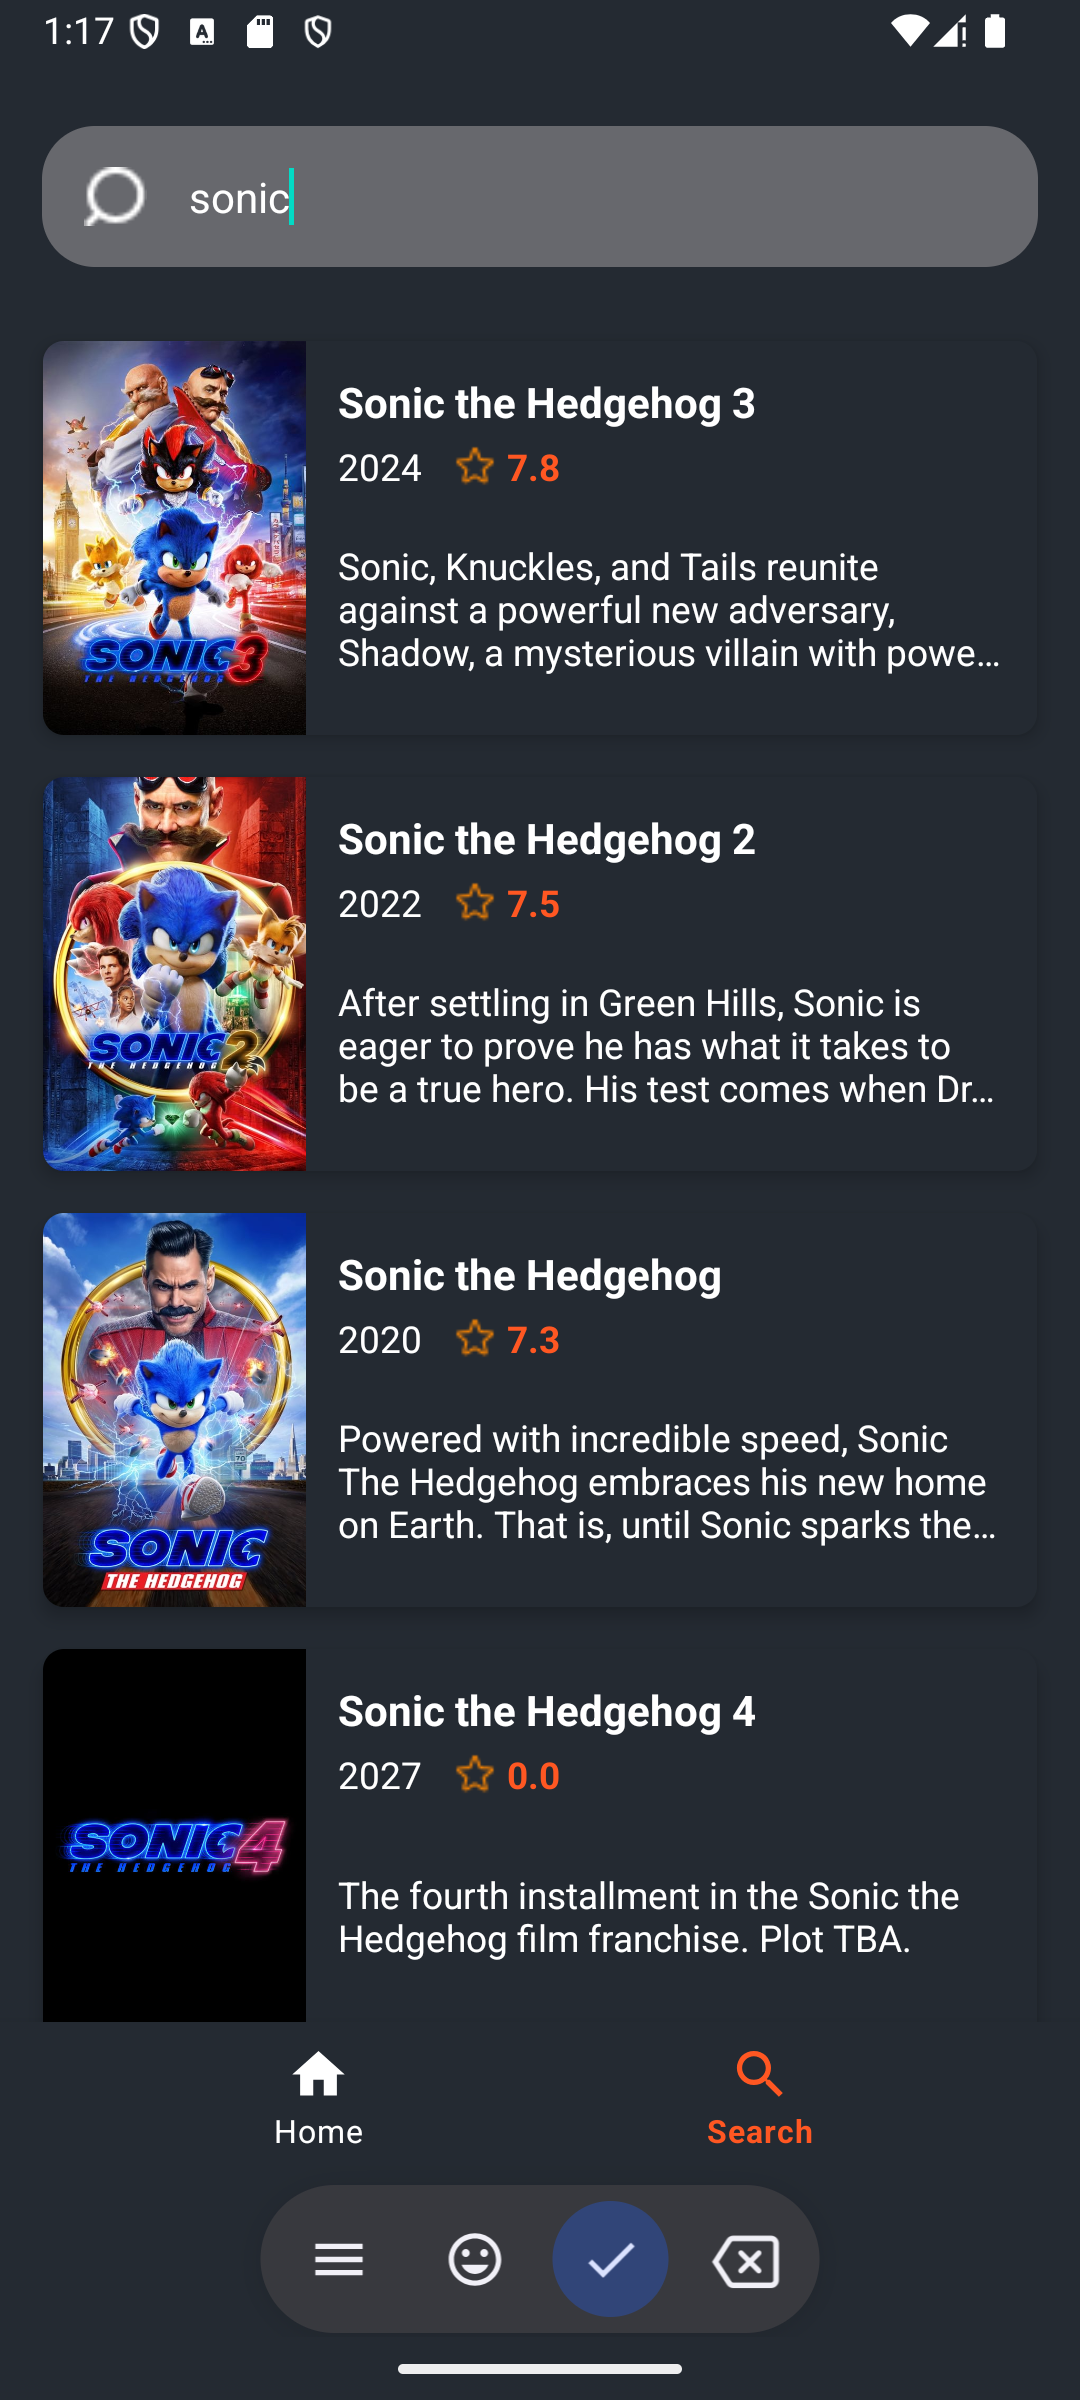 1:17
sonic
Sonic the Hedgehog 3
2024 7.8
Sonic, Knuckles, and Tails reunite
against a powerful new adversary,
Shadow, a mysterious villain with powe...
SONIC 3
THE HEDGEHOG
Sonic the Hedgehog 2
2022 7.5
After settling in Green Hills, Sonic is
eager to prove he has what it takes to
be a true hero. His test comes when Dr...
SONIC 2
THE HEDGEHOG
Sonic the Hedgehog
2020 7.3
Powered with incredible speed, Sonic
The Hedgehog embraces his new home
on Earth. That is, until Sonic sparks the...
SONIC
THE HEDGEHOG
Sonic the Hedgehog 4
2027 0.0
The fourth installment in the Sonic the
Hedgehog film franchise. Plot TBA.
SONIC 4
THE HEDGEHOG
Home
Search